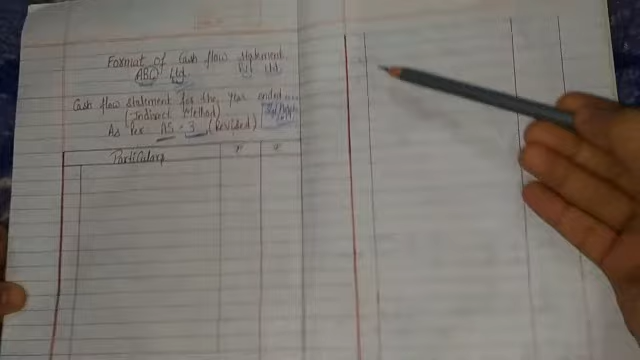 Format of Cash flow statement
ABC Ltd
Cash flow statement for the year ended
(Indirect Method)
As Per AS-3 (Revised)
Particulars ₹ ₹